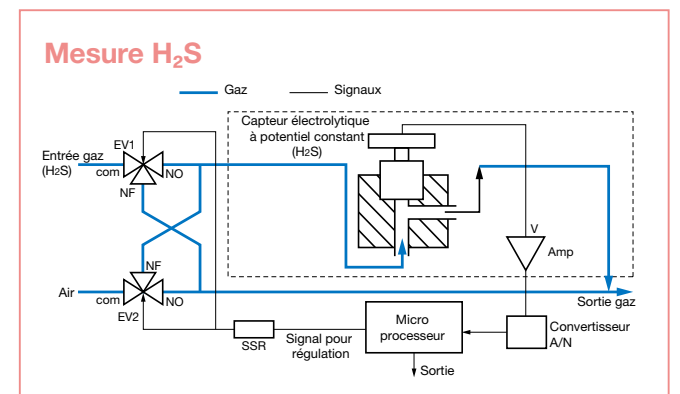 Mesure H₂S
Gaz
Signaux
Capteur électrolytique
à potentiel constant
(H2S)
EV1
Entrée gaz
(H2S)
com
NO
NF
V
Amp
NF
Air
com
NO
EV2
Sortie gaz
SSR
Signal pour
régulation
Micro
processeur
Convertisseur
A/N
Sortie